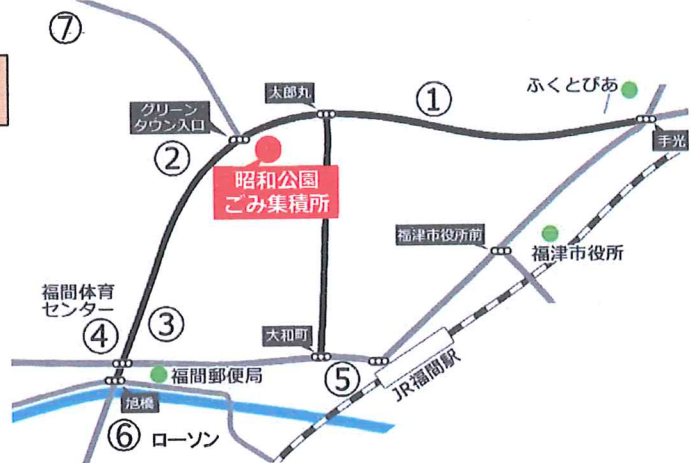 ⑦
太郎丸
①
ふくとぴあ
グリーン
タウン入口
手光
②
昭和公園
ごみ集積所
福津市役所前
福津市役所
福間体育
センター
④
③
大和町
福間郵便局
⑤
JR福間駅
旭橋
⑥
ローソン